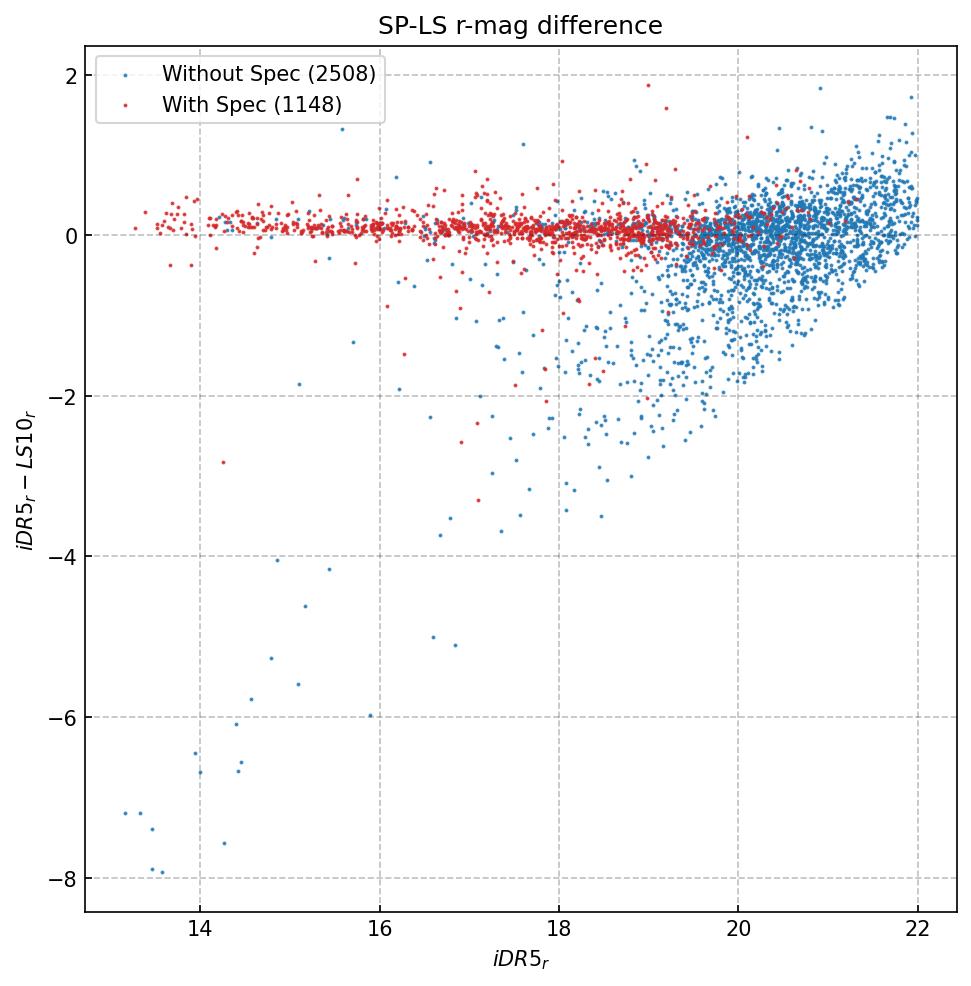 SP-LS r-mag difference
Without Spec (2508)
With Spec (1148)
2
0
−2
−4
−6
−8
iDR5r − LS10r
14 16 18 20 22
iDR5r